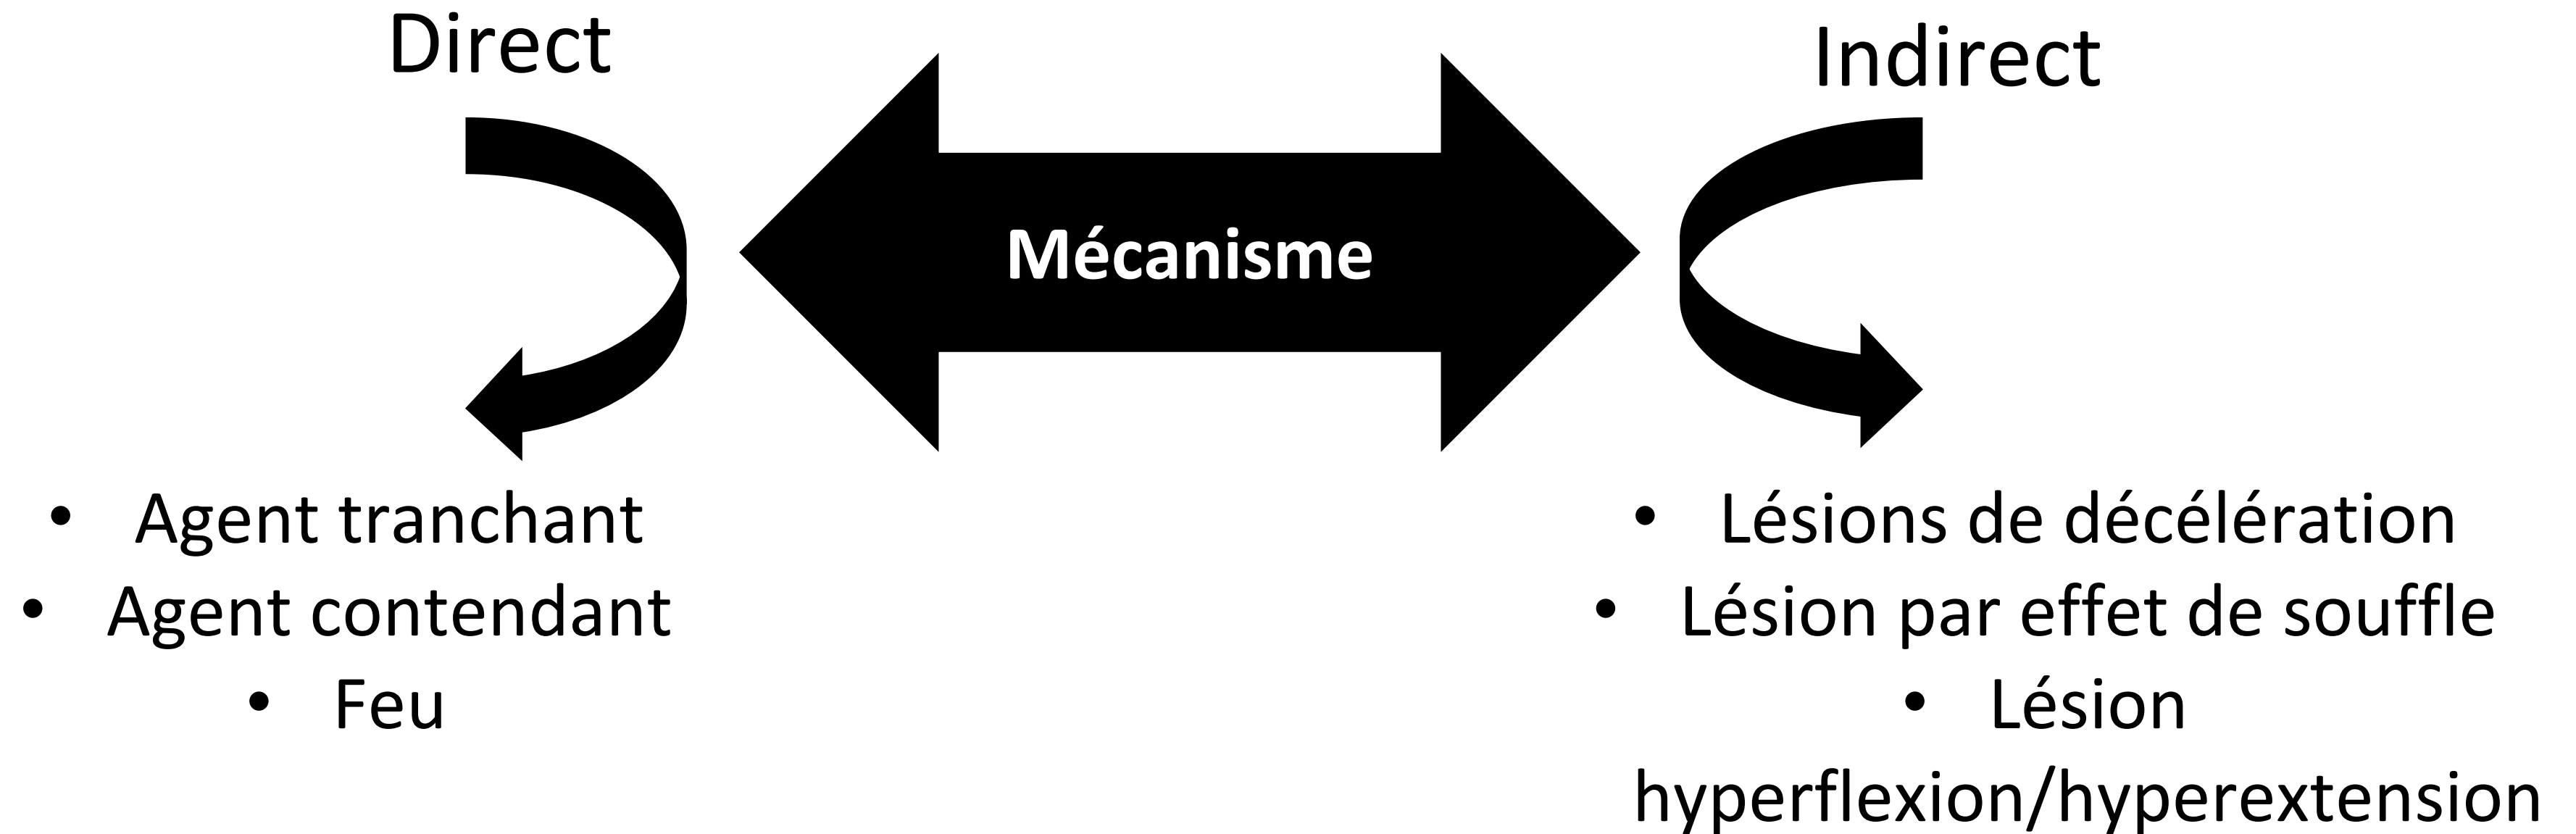 Direct
Indirect
Mécanisme
• Agent tranchant
• Agent contendant
• Feu
• Lésions de décélération
• Lésion par effet de souffle
• Lésion
hyperflexion/hyperextension